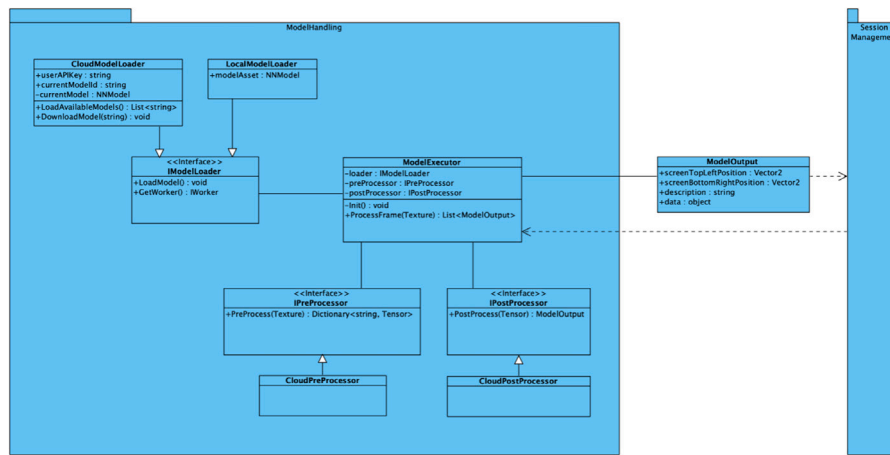 ModelHandling
Session
Manageme
CloudModelLoader
+userAPIKey : string
+currentModelId : string
-currentModel : NNModel
+LoadAvailableModels() : List<string>
+DownloadModel(string) : void
LocalModelLoader
+modelAsset : NNModel
<<Interface>>
IModelLoader
+LoadModel() : void
+GetWorker() : IWorker
ModelExecutor
-loader : IModelLoader
-preProcessor : IPreProcessor
-postProcessor : IPostProcessor
-Init() : void
+ProcessFrame(Texture) : List<ModelOutput>
ModelOutput
+screenTopLeftPosition : Vector2
+screenBottomRightPosition : Vector2
+description : string
+data : object
<<Interface>>
IPreProcessor
+PreProcess(Texture) : Dictionary<string, Tensor>
<<Interface>>
IPostProcessor
+PostProcess(Tensor) : ModelOutput
CloudPreProcessor
CloudPostProcessor